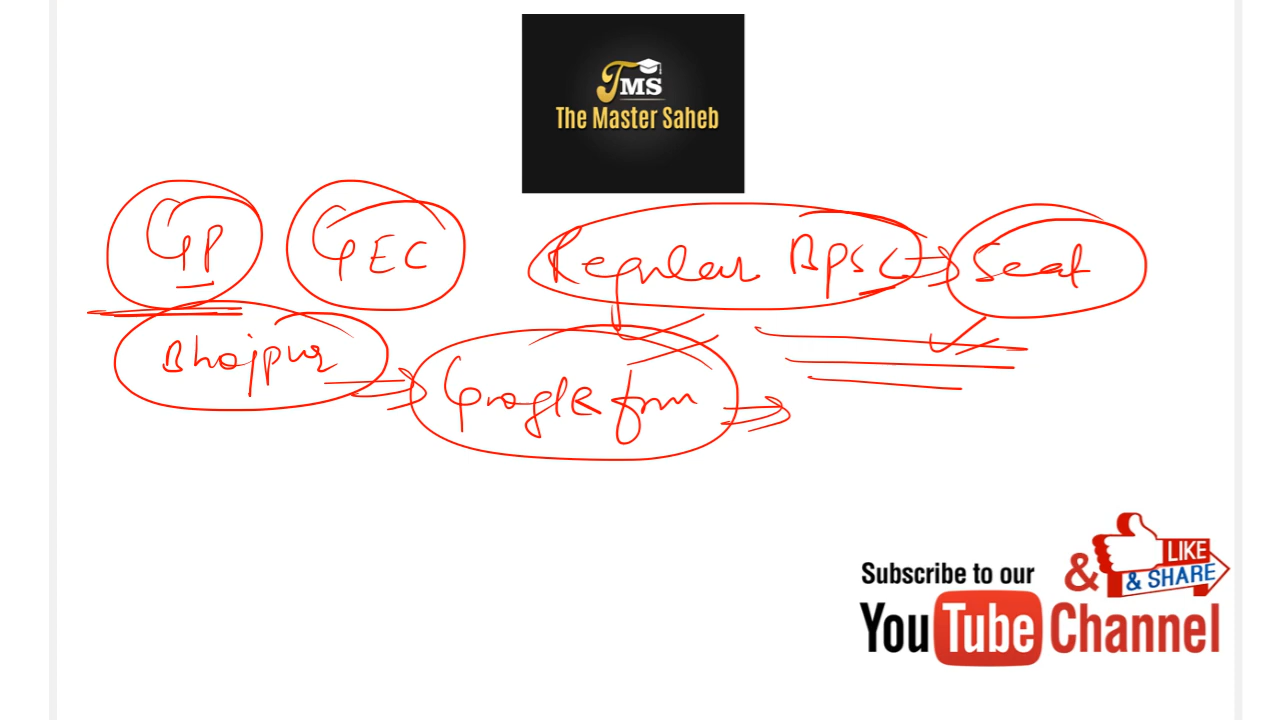 TMS
The Master Saheb
GP GEC Regular BPSC Seat
Bhojpur Google form
LIKE
& & SHARE
Subscribe to our
YouTube Channel